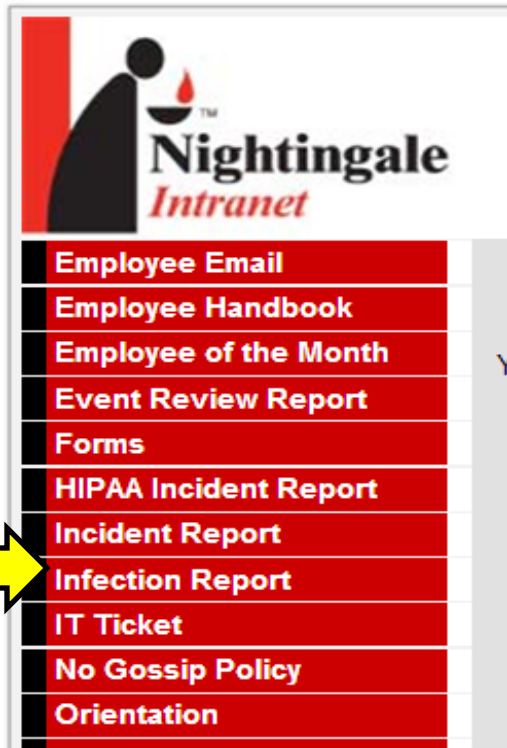 TM
Nightingale
Intranet
Employee Email
Employee Handbook
Employee of the Month
Y
Event Review Report
Forms
HIPAA Incident Report
Incident Report
Infection Report
IT Ticket
No Gossip Policy
Orientation